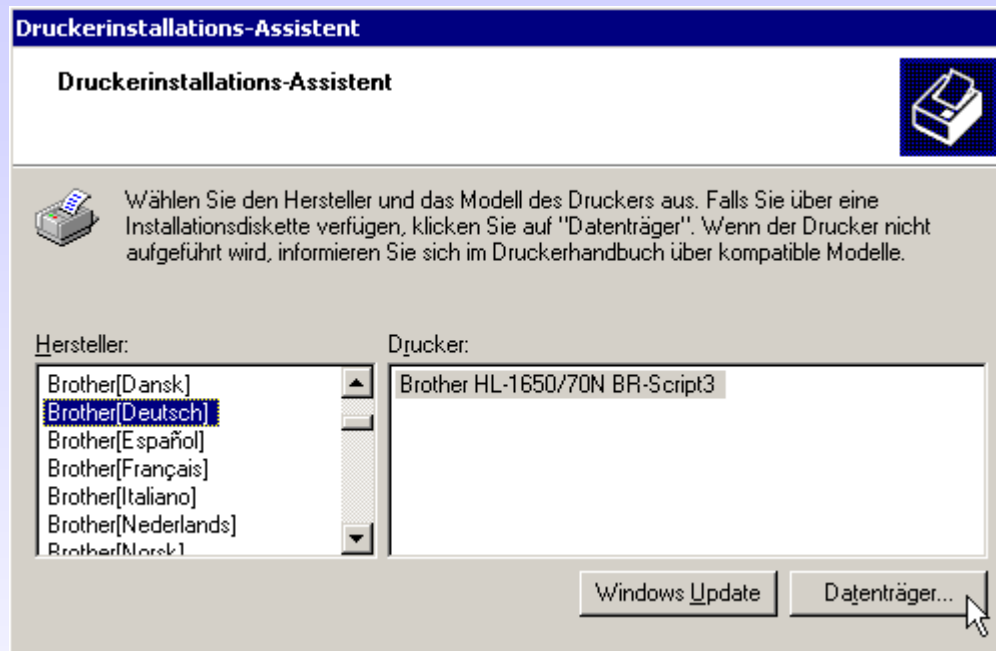 Druckerinstallations-Assistent
Druckerinstallations-Assistent
Wählen Sie den Hersteller und das Modell des Druckers aus. Falls Sie über eine
Installationsdiskette verfügen, klicken Sie auf "Datenträger". Wenn der Drucker nicht
aufgeführt wird, informieren Sie sich im Druckerhandbuch über kompatible Modelle.
Hersteller:
Brother[Dansk]
Brother[Deutsch]
Brother[Español]
Brother[Français]
Brother[Italiano]
Brother[Nederlands]
Brother[Norsk]
Drucker:
Brother HL-1650/70N BR-Script3
Windows Update
Datenträger...